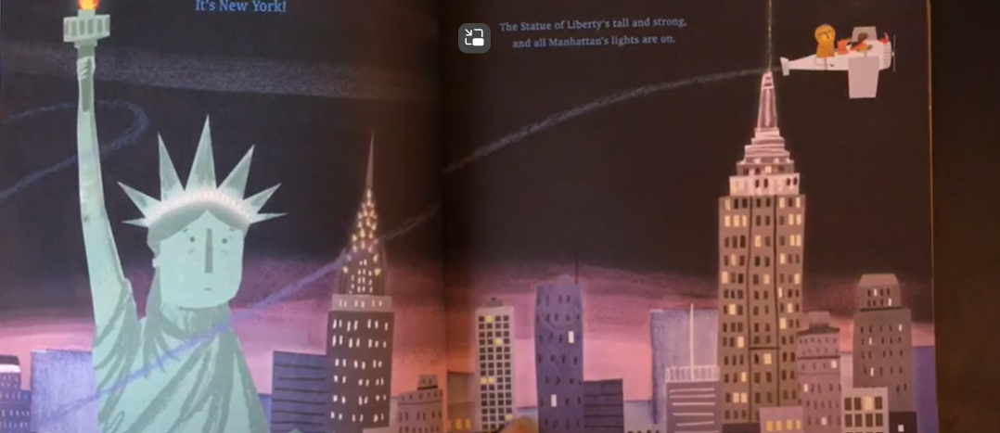 It's New York!
The Statue of Liberty's tall and strong,
and all Manhattan's lights are on.